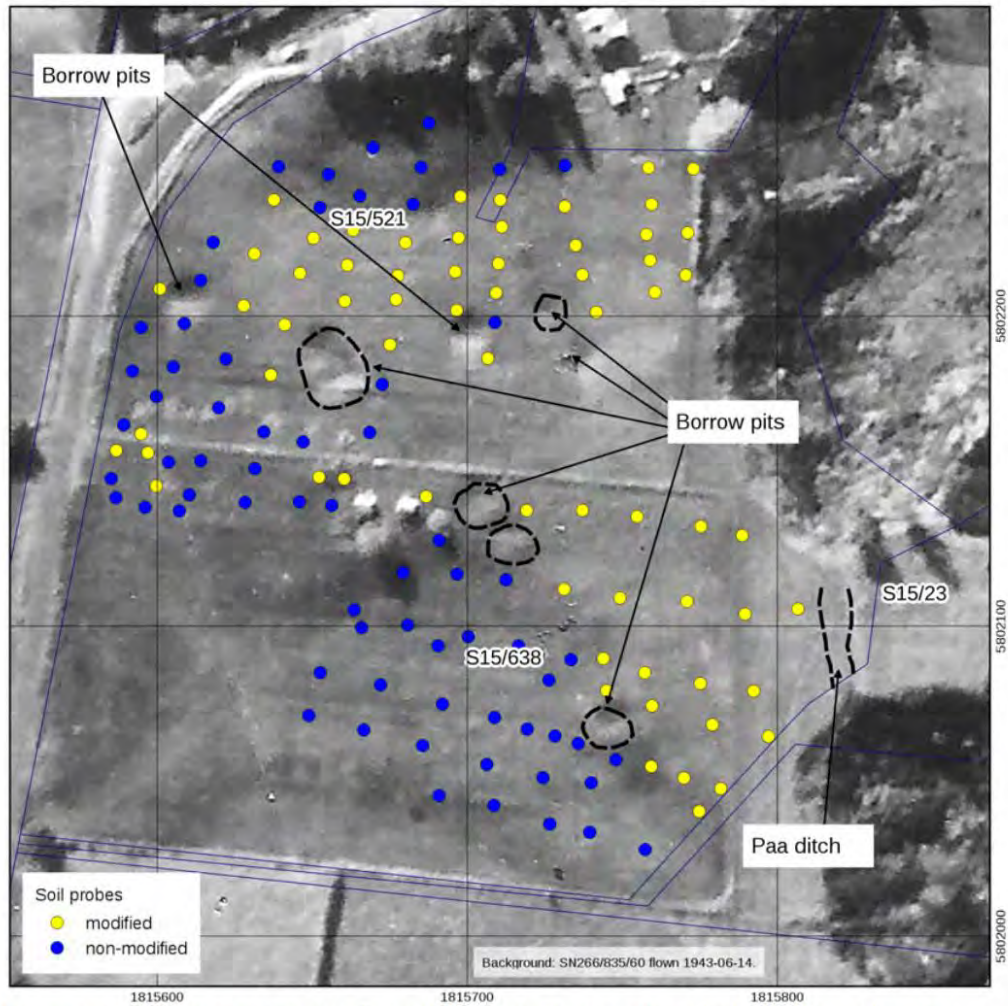 Borrow pits
S15/521
5802200
Borrow pits
S15/23
5802100
S15/638
Paa ditch
Soil probes
modified
non-modified
Background: SN266/835/60 flown 1943-06-14.
5802000
1815600
1815700
1815800